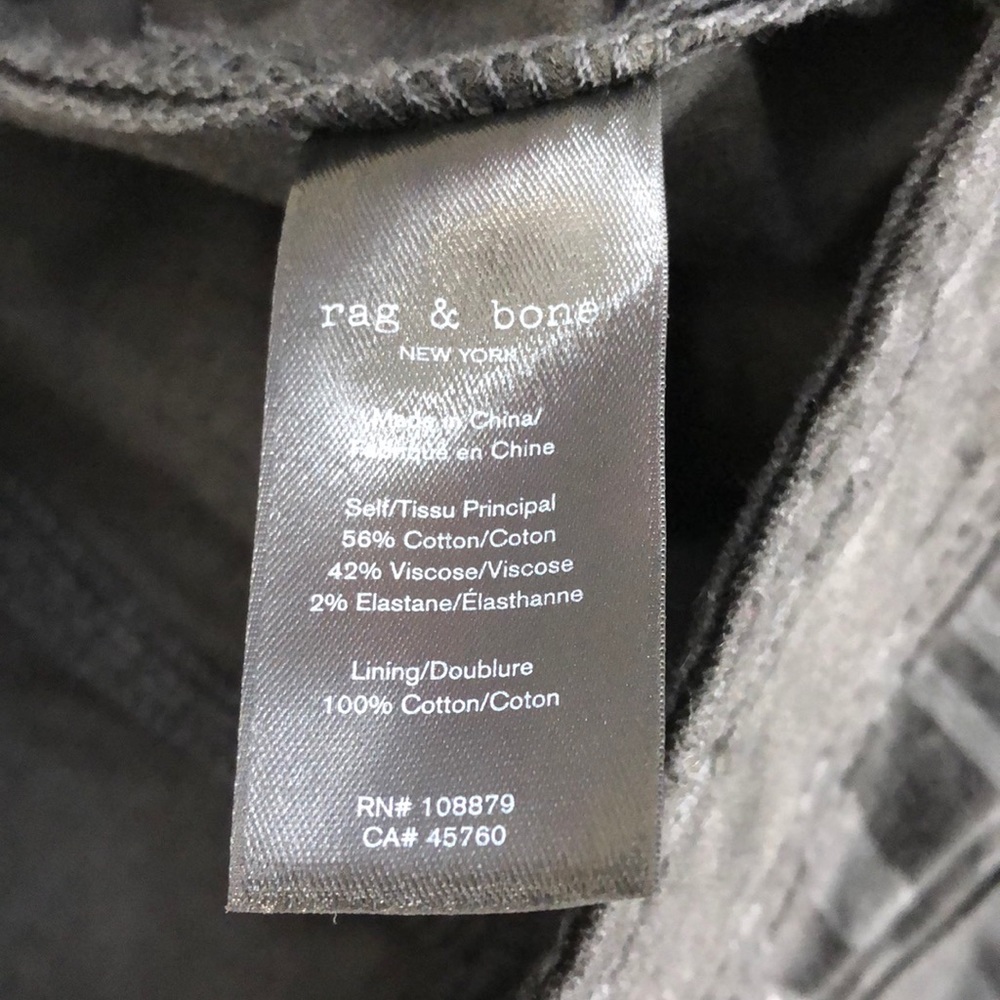 rag & bone
NEW YORK
Made in China/
Fabriqué en Chine
Self/Tissu Principal
56% Cotton/Coton
42% Viscose/Viscose
2% Elastane/Élasthanne
Lining/Doublure
100% Cotton/Coton
RN# 108879
CA# 45760